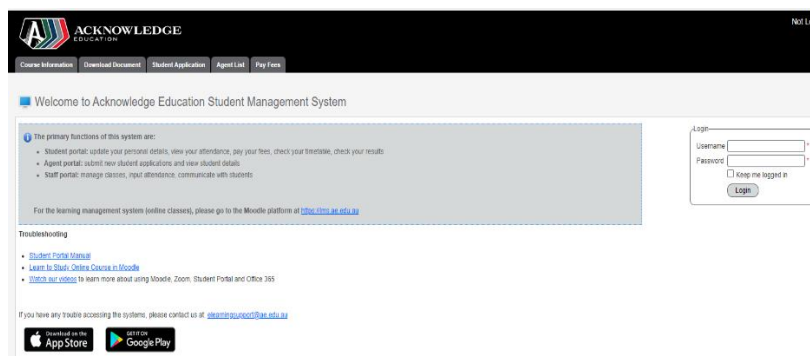 Not Lo
ACKNOWLEDGE
EDUCATION
Course Information Download Document Student Application Agent List Pay Fees
Welcome to Acknowledge Education Student Management System
The primary functions of this system are:
Student portal: update your personal details, view your attendance, pay your fees, check your timetable, check your results
Agent portal: submit new student applications and view student details
Staff portal: manage classes, input attendance, communicate with students
For the learning management system (online classes), please go to the Moodle platform at https://lms.ae.edu.au
Login
Username *
Password *
Keep me logged in
Login
Troubleshooting
Student Portal Manual
Learn to Study Online Course in Moodle
Watch our videos to learn more about using Moodle, Zoom, Student Portal and Office 365
If you have any trouble accessing the systems, please contact us at: elearningsupport@ae.edu.au
Download on the
App Store
GET IT ON
Google Play